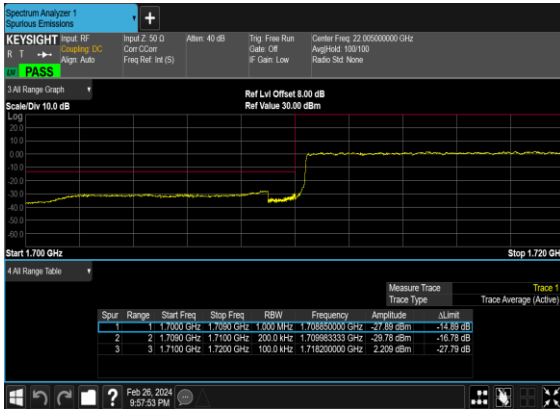 Spectrum Analyzer 1
Spurious Emissions
+
KEYSIGHT Input: RF Input Z: 50 Ω Atten: 40 dB Trig: Free Run Center Freq: 22.005000000 GHz
R T Coupling: DC Corr CCorr Gate: Off Avg|Hold: 100/100
Align: Auto Freq Ref: Int (S) IF Gain: Low Radio Std: None
PASS
3 All Range Graph
Ref Lvl Offset 8.00 dB
Scale/Div 10.0 dB Ref Value 30.00 dBm
Log
20.0
10.0
0.00
-10.0
-20.0
-30.0
-40.0
-50.0
-60.0
Start 1.700 GHz Stop 1.720 GH
4 All Range Table
Measure Trace Trace 1
Trace Type Trace Average (Active)
Spur Range Start Freq Stop Freq RBW Frequency Amplitude ΔLimit
1 1 1.7000 GHz 1.7090 GHz 1.000 MHz 1.708850000 GHz -27.89 dBm -14.89 dB
2 2 1.7090 GHz 1.7100 GHz 200.0 kHz 1.709983333 GHz -29.78 dBm -16.78 dB
3 3 1.7100 GHz 1.7200 GHz 100.0 kHz 1.718200000 GHz 2.209 dBm -27.79 dB
? Feb 26, 2024
9:57:53 PM